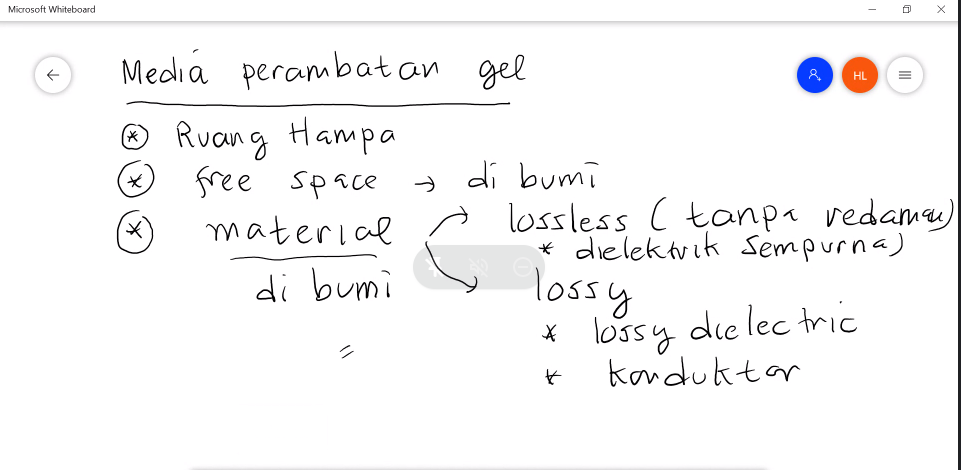 Microsoft Whiteboard
Media perambatan gel
HL
* Ruang Hampa
* free space → di bumi
* material
lossless (tanpa redaman)
* dielektrik sempurna)
di bumi
lossy
* lossy dielectric
* konduktor